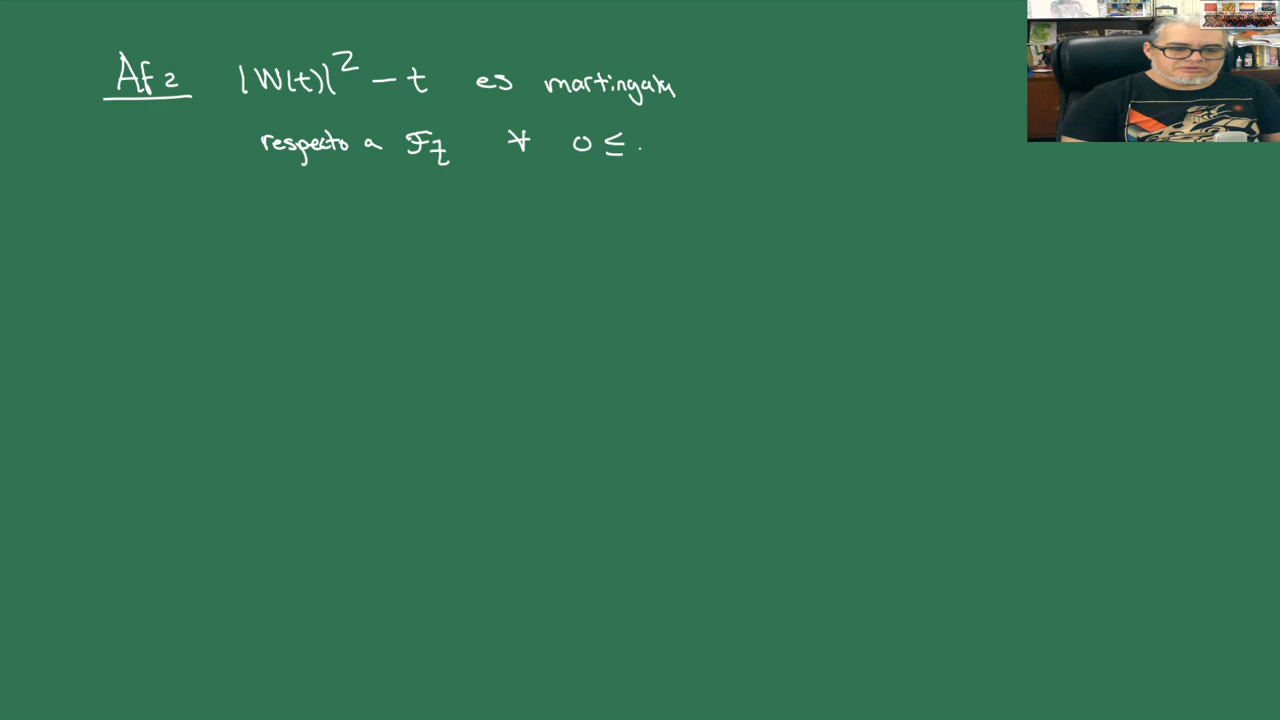 Af 2 |W(t)|² − t es martingala
respecto a ℱ_t ∀ 0 ≤ .